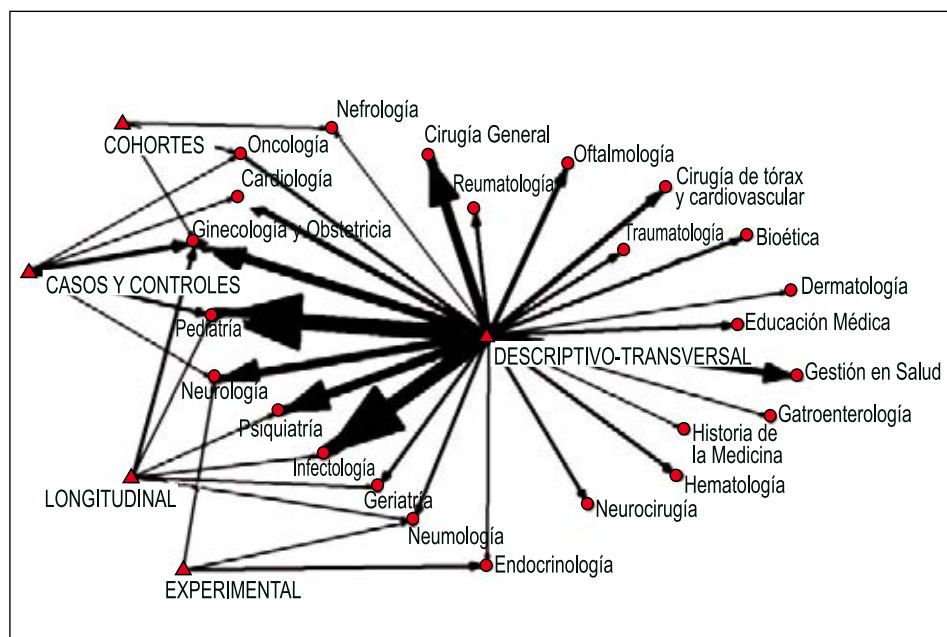 Nefrología
COHORTES
Oncología
Cardiología
Ginecología y Obstetricia
CASOS Y CONTROLES
Pediatría
Neurología
Psiquiatría
Infectología
LONGITUDINAL
Geriatría
Neumología
EXPERIMENTAL
Endocrinología
Cirugía General
Reumatología
Oftalmología
Cirugía de tórax
y cardiovascular
Traumatología
Bioética
Dermatología
Educación Médica
DESCRIPTIVO-TRANSVERSAL
Gestión en Salud
Gatroenterología
Historia de
la Medicina
Hematología
Neurocirugía